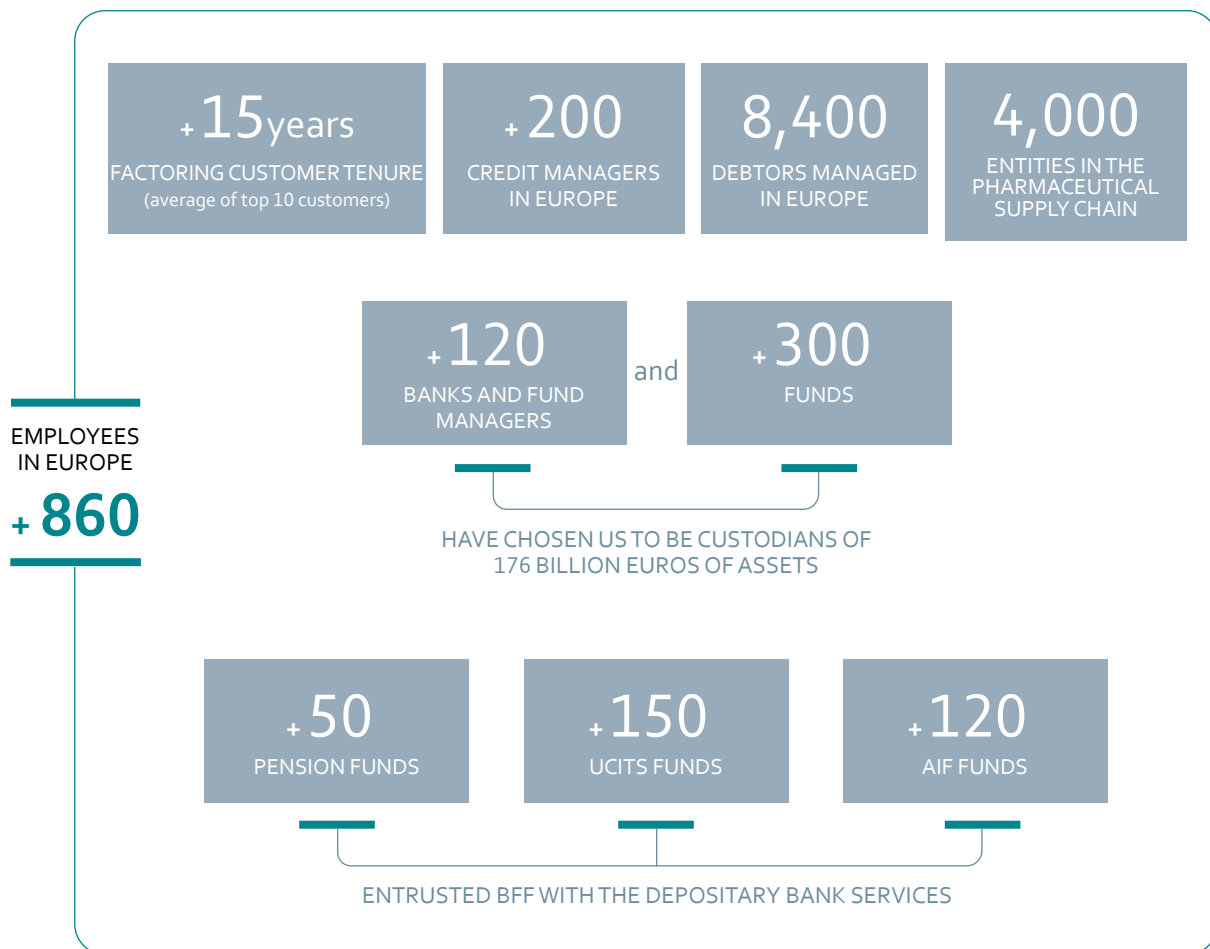 + 15 years
FACTORING CUSTOMER TENURE
(average of top 10 customers)
+ 200
CREDIT MANAGERS
IN EUROPE
8,400
DEBTORS MANAGED
IN EUROPE
4,000
ENTITIES IN THE
PHARMACEUTICAL
SUPPLY CHAIN
+ 120
BANKS AND FUND
MANAGERS
and
+ 300
FUNDS
HAVE CHOSEN US TO BE CUSTODIANS OF
176 BILLION EUROS OF ASSETS
EMPLOYEES
IN EUROPE
+ 860
+ 50
PENSION FUNDS
+ 150
UCITS FUNDS
+ 120
AIF FUNDS
ENTRUSTED BFF WITH THE DEPOSITARY BANK SERVICES